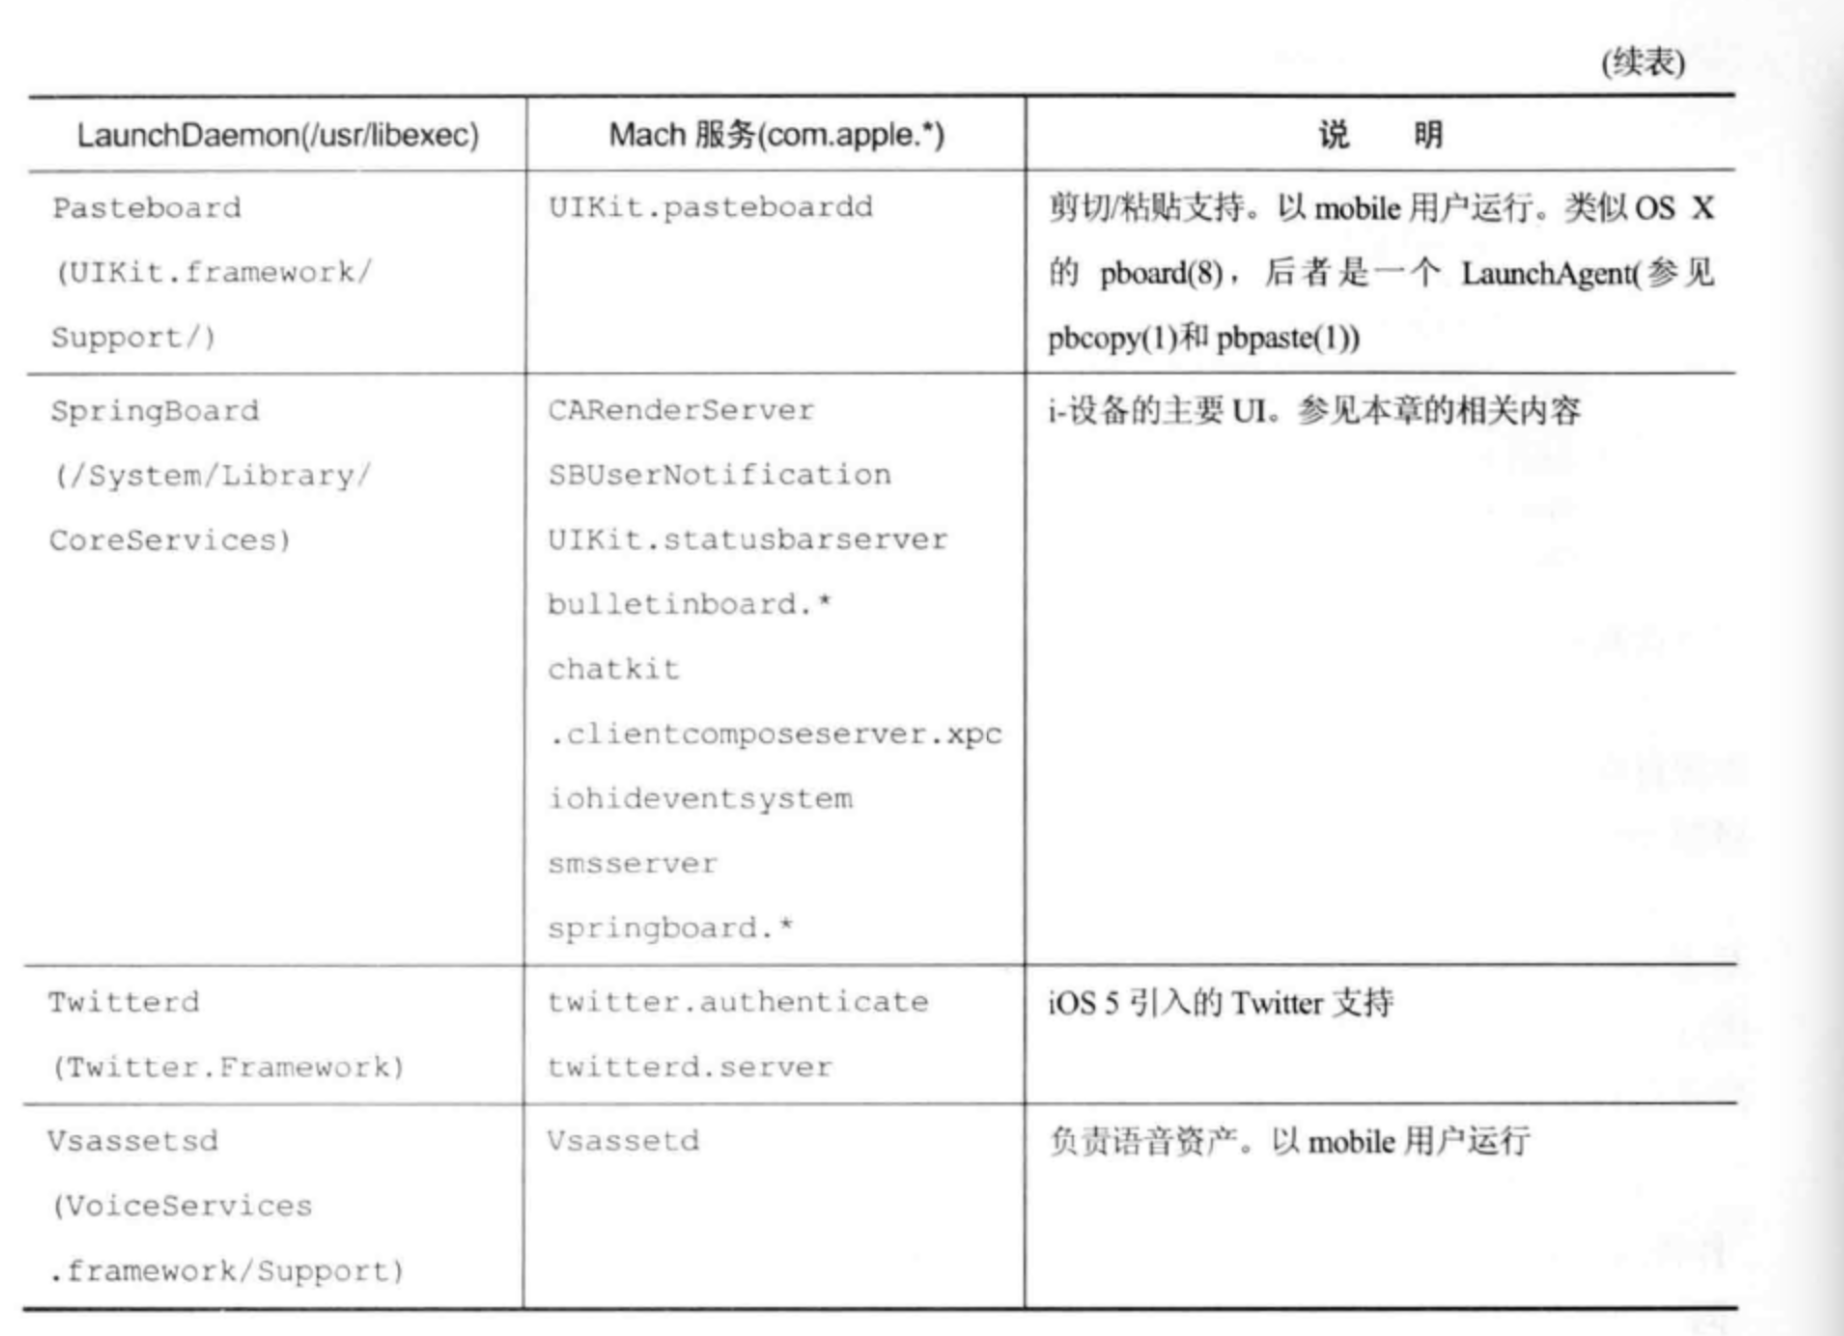 (续表)
LaunchDaemon(/usr/libexec)
Mach 服务(com.apple.*)
说 明
Pasteboard
(UIKit.framework/
Support/)
UIKit.pasteboardd
剪切/粘贴支持。以 mobile 用户运行。类似 OS X
的 pboard(8)，后者是一个 LaunchAgent(参见
pbcopy(1)和 pbpaste(1))
SpringBoard
(/System/Library/
CoreServices)
CARenderServer
SBUserNotification
UIKit.statusbarserver
bulletinboard.*
chatkit
.clientcomposeserver.xpc
iohideventsystem
smsserver
springboard.*
i-设备的主要 UI。参见本章的相关内容
Twitterd
(Twitter.Framework)
twitter.authenticate
twitterd.server
iOS 5 引入的 Twitter 支持
Vsassetsd
(VoiceServices
.framework/Support)
Vsassetd
负责语音资产。以 mobile 用户运行